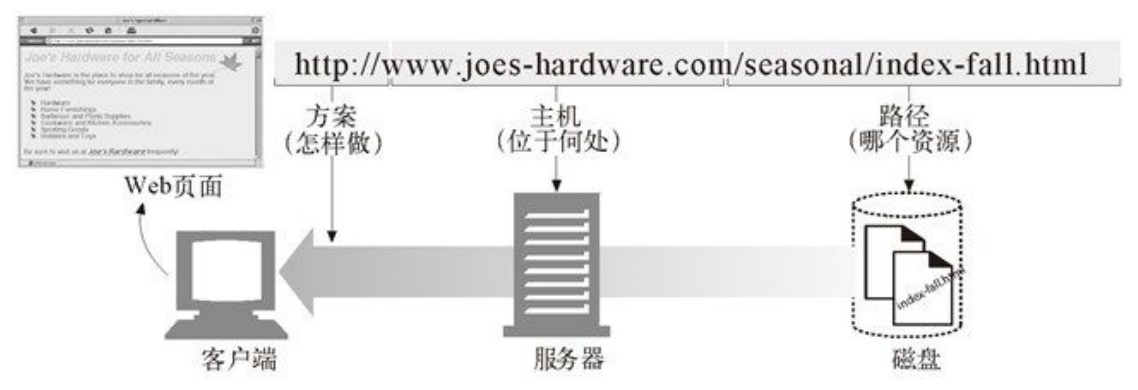 Joe's Hardware for All Seasons
Joe's Hardware is the place to shop for all seasons of the year.
We have something for everyone in the family, every month of
the year!
Hardware
Home Furnishings
Barbecue and Picnic Supplies
Cookware and Kitchen Accessories
Sporting Goods
Hobbies and Toys
Be sure to visit us at Joe's Hardware frequently!
http://www.joes-hardware.com/seasonal/index-fall.html
方案
(怎样做)
主机
(位于何处)
路径
(哪个资源)
Web页面
index-fall.html
客户端
服务器
磁盘